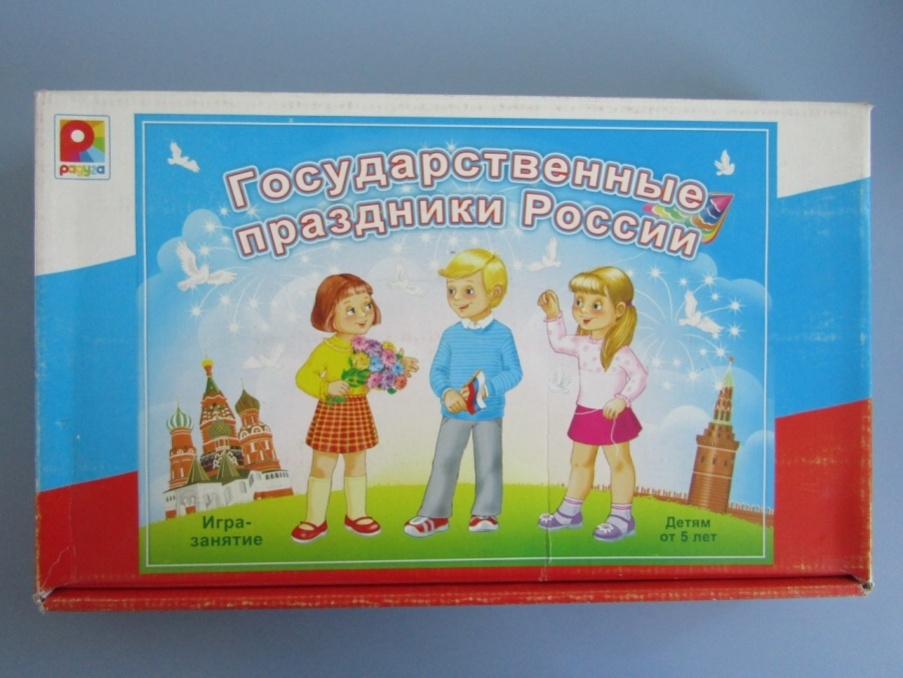 радуга
Государственные
праздники России
Игра-
занятие
Детям
от 5 лет